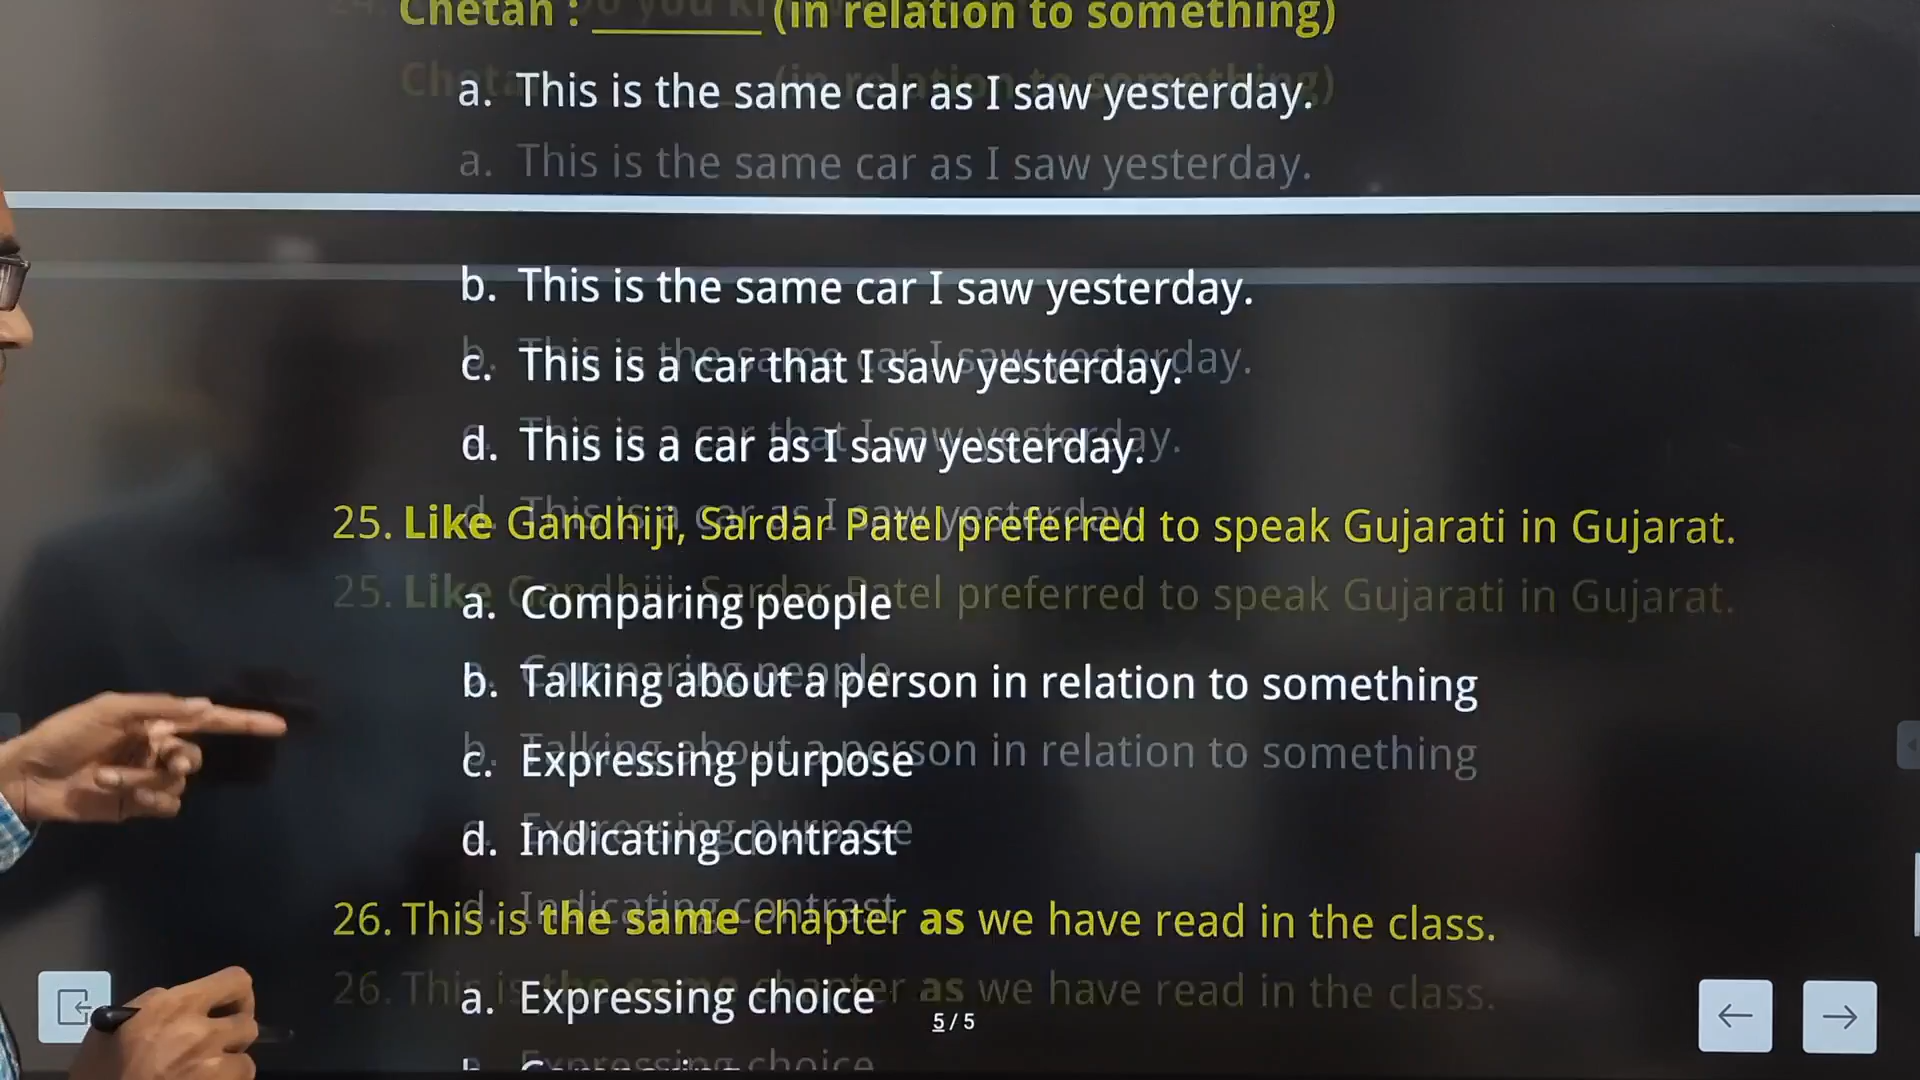 Chetan : ________ (in relation to something)
a. This is the same car as I saw yesterday.
b. This is the same car I saw yesterday.
c. This is a car that I saw yesterday.
d. This is a car as I saw yesterday.
25. Like Gandhiji, Sardar Patel preferred to speak Gujarati in Gujarat.
a. Comparing people
b. Talking about a person in relation to something
c. Expressing purpose
d. Indicating contrast
26. This is the same chapter as we have read in the class.
a. Expressing choice
5 / 5